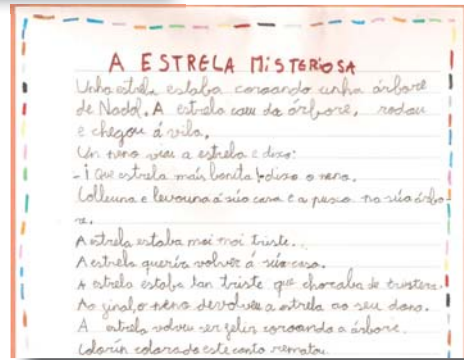 A ESTRELA MiSTERiOSA
Unha estrela estaba coroando unha árbore
de Nadal. A estrela caeu da árbore, rodou
e chegou á vila.
Un neno viu a estrela e dixo:
- ¡ Que estrela máis bonita! - dixo o neno.
Colleuna e levouna á súa casa e a puxo na súa árbo-
re.
A estrela estaba moi moi triste...
A estrela quería volver á súa casa.
A estrela estaba tan triste que choraba de tristeza.
Ao final, o neno devolveu a estrela ao seu dono.
A estrela volveu ser feliz coroando a árbore.
Colorín colorado este conto rematou.